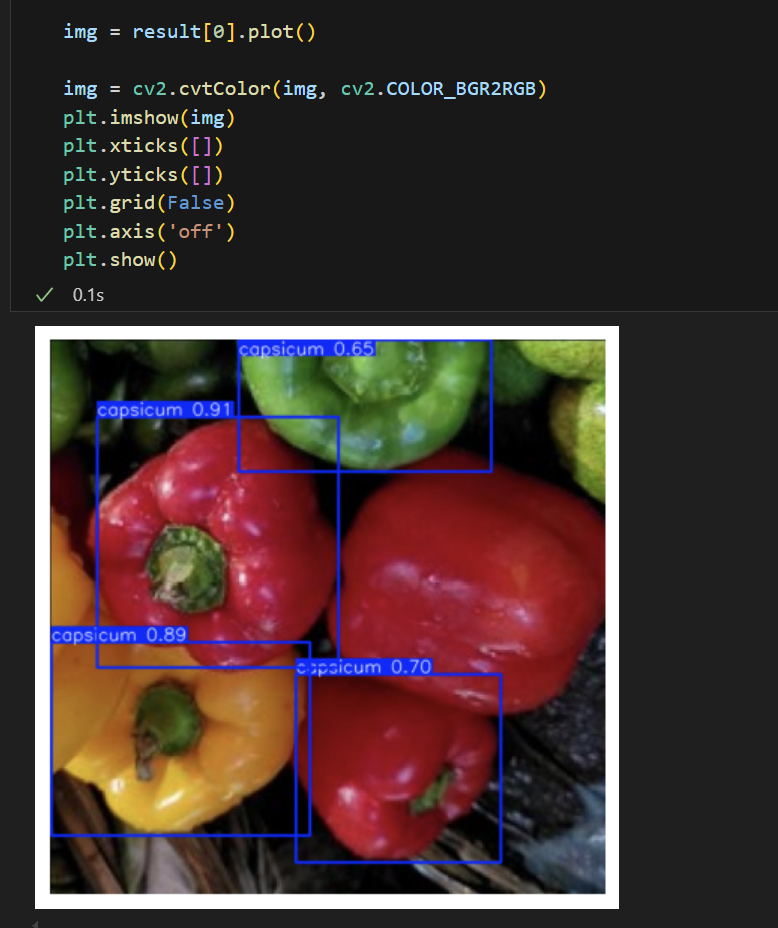 img = result[0].plot()
img = cv2.cvtColor(img, cv2.COLOR_BGR2RGB)
plt.imshow(img)
plt.xticks([])
plt.yticks([])
plt.grid(False)
plt.axis('off')
plt.show()
0.1s
capsicum 0.65
capsicum 0.91
capsicum 0.89
capsicum 0.70